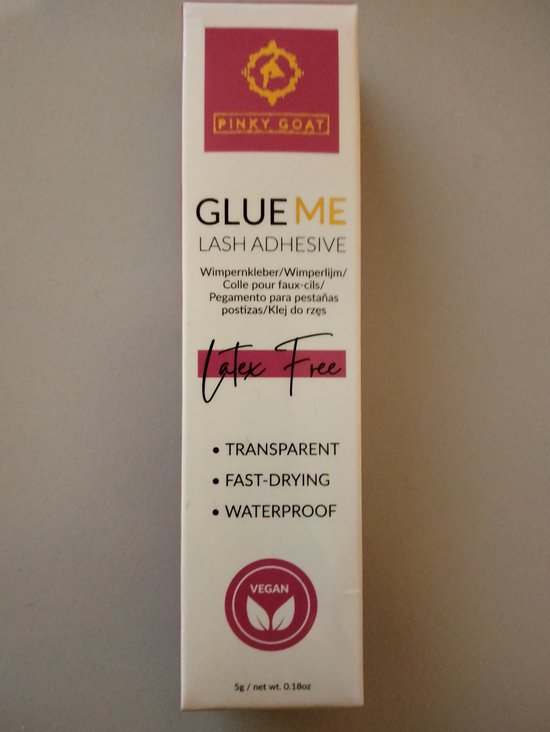 PINKY GOAT
GLUE ME
LASH ADHESIVE
Wimpernkleber/Wimperlijm/
Colle pour faux-cils/
Pegamento para pestañas
postizas/Klej do rzęs
Latex Free
• TRANSPARENT
• FAST-DRYING
• WATERPROOF
VEGAN
5g / net wt. 0.18oz